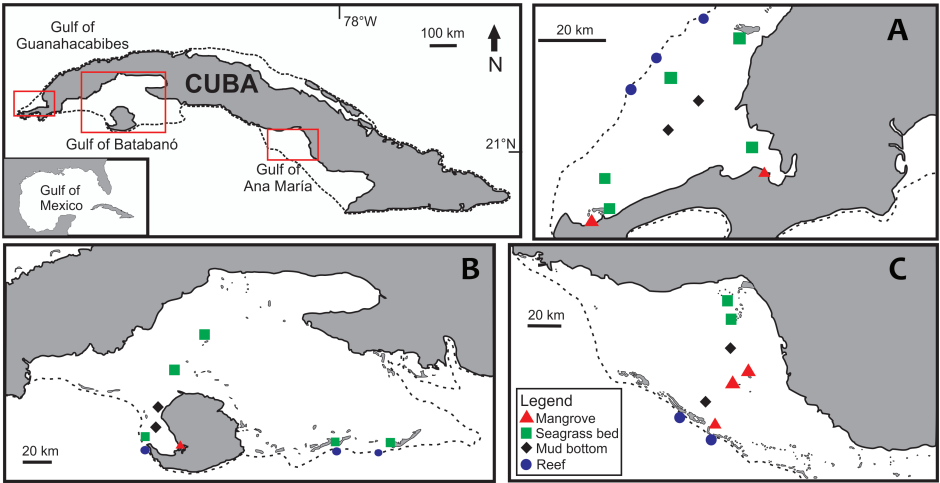 Gulf of
Guanahacabibes
78°W
100 km
N
CUBA
Gulf of Batabanó
21°N
Gulf of
Ana María
Gulf of
Mexico
20 km
A
B
20 km
C
20 km
Legend
Mangrove
Seagrass bed
Mud bottom
Reef